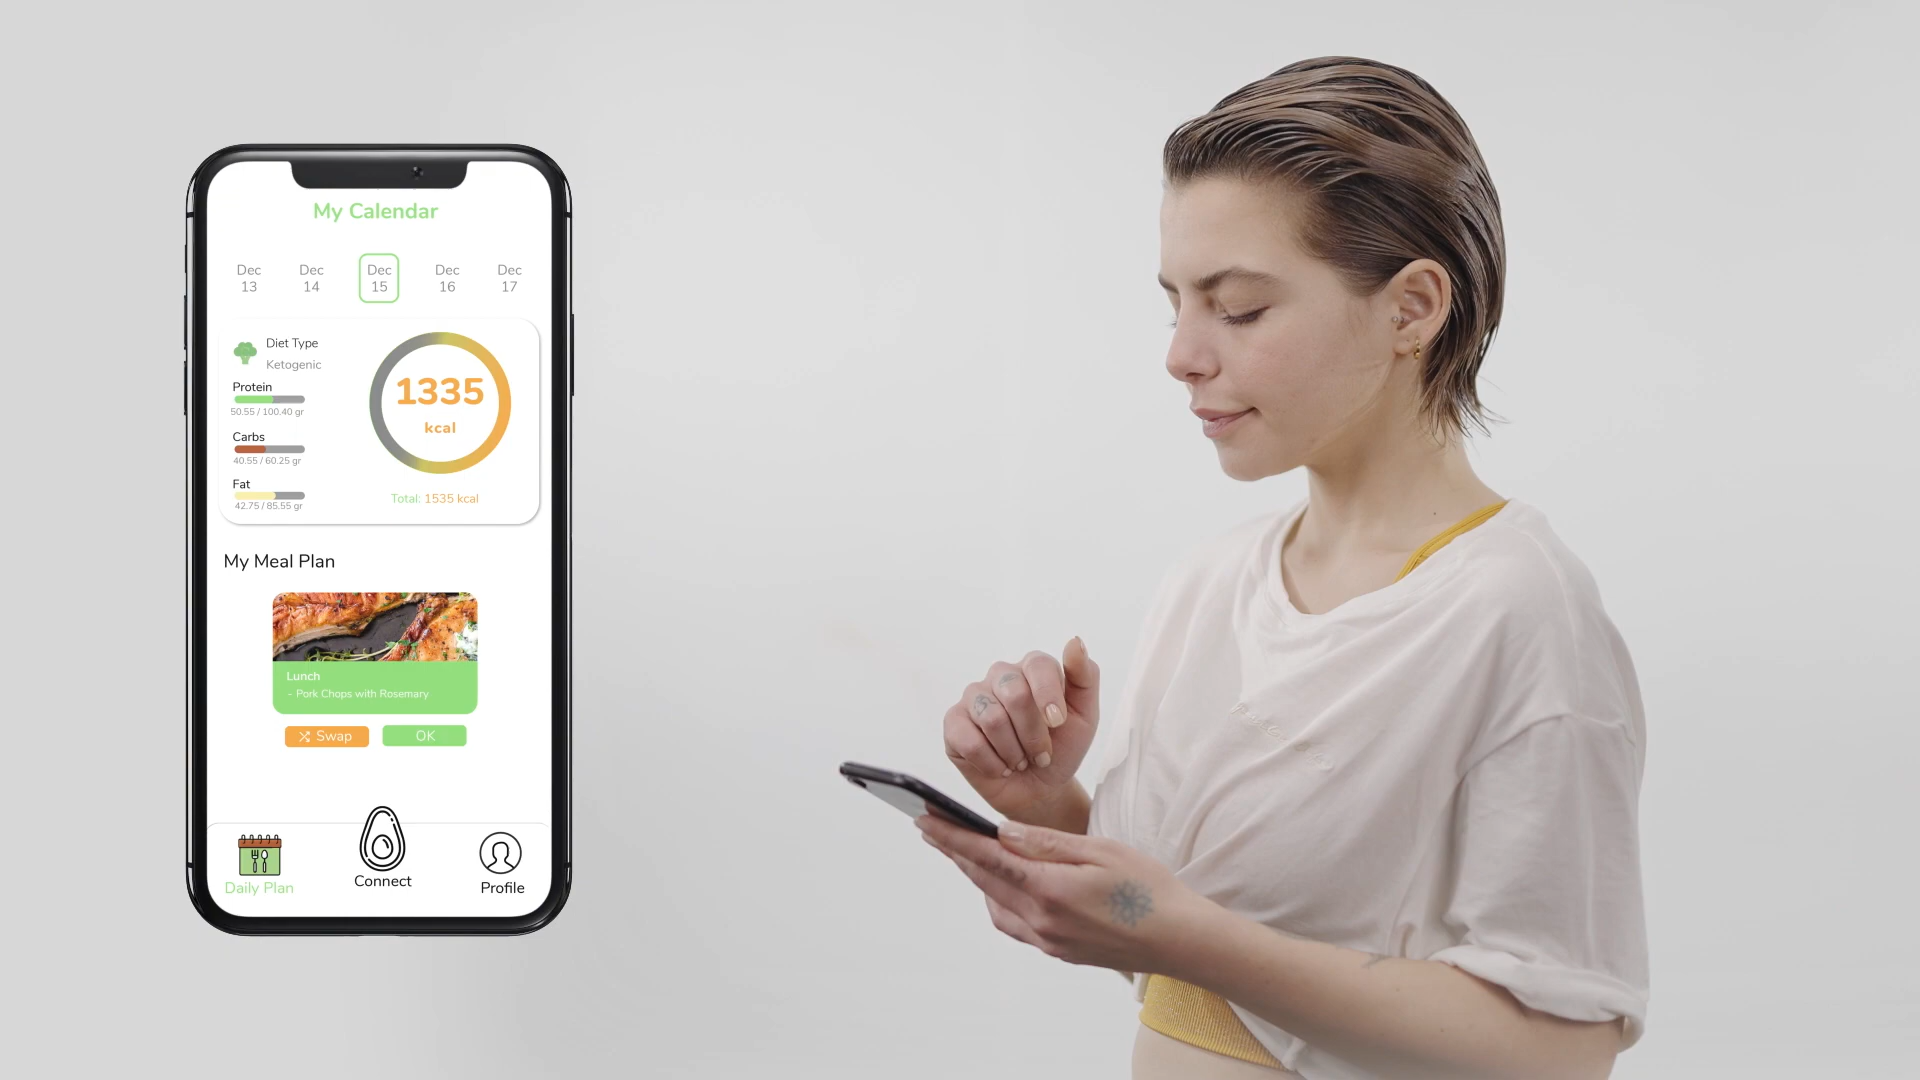 My Calendar
Dec 13
Dec 14
Dec 15
Dec 16
Dec 17
Diet Type
Ketogenic
Protein
50.55 / 100.40 gr
Carbs
40.55 / 60.25 gr
Fat
42.75 / 85.55 gr
1335
kcal
Total: 1535 kcal
My Meal Plan
Lunch
- Pork Chops with Rosemary
Swap
OK
Daily Plan
Connect
Profile